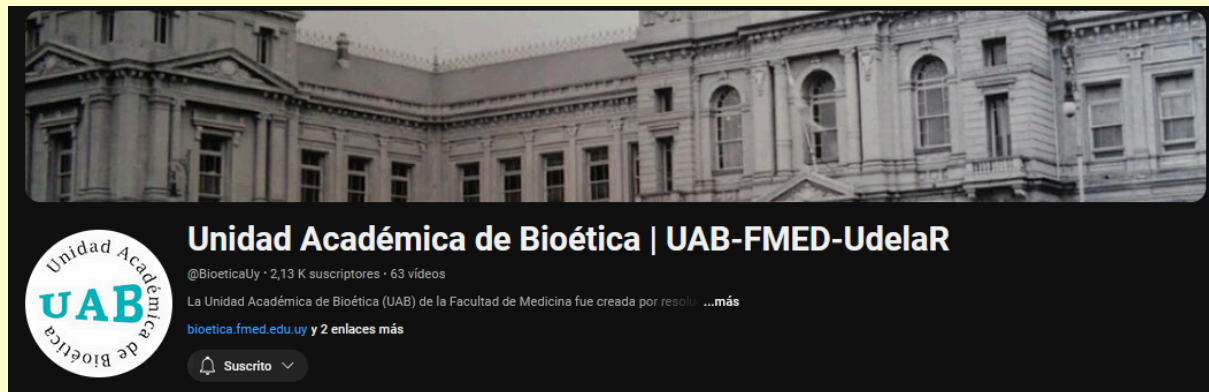 Unidad Académica de Bioética | UAB-FMED-UdelaR
@BioeticaUy · 2,13 K suscriptores · 63 vídeos
La Unidad Académica de Bioética (UAB) de la Facultad de Medicina fue creada por resolu ...más
bioetica.fmed.edu.uy y 2 enlaces más
Suscrito
Unidad Académica de Bioética
UAB